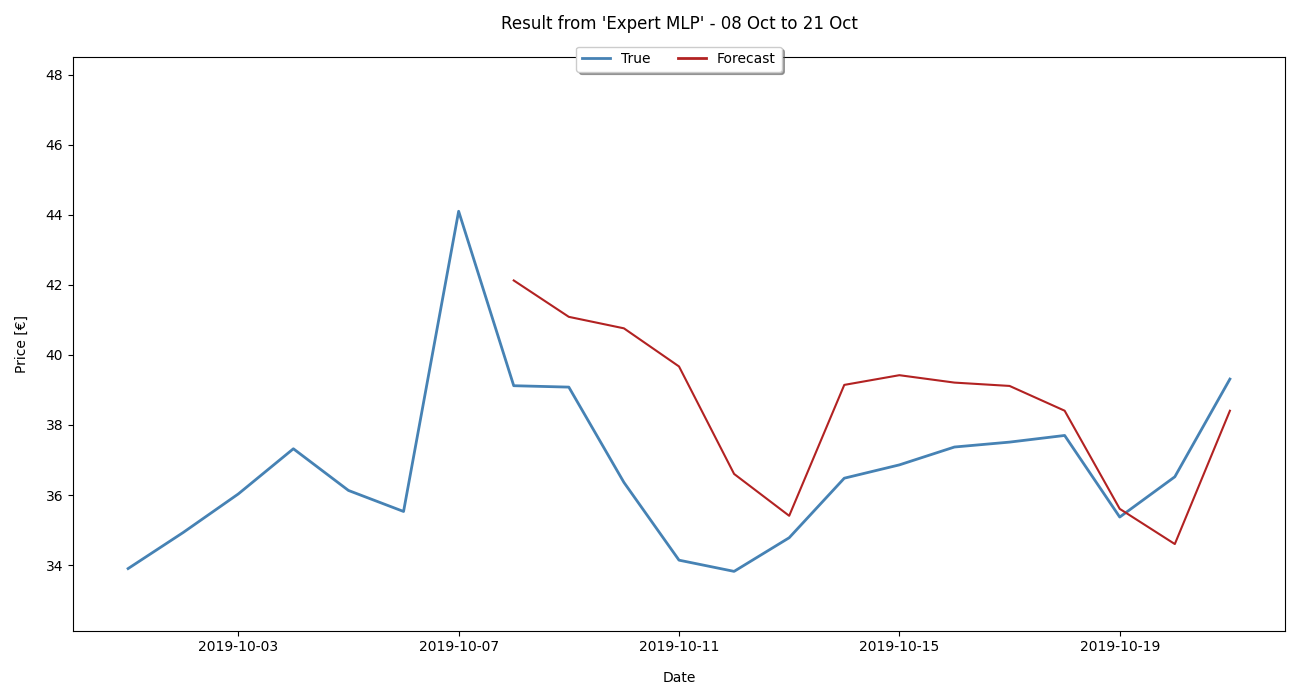 Result from 'Expert MLP' - 08 Oct to 21 Oct
True Forecast
48
46
44
42
40
38
36
34
Price [€]
2019-10-03 2019-10-07 2019-10-11 2019-10-15 2019-10-19
Date